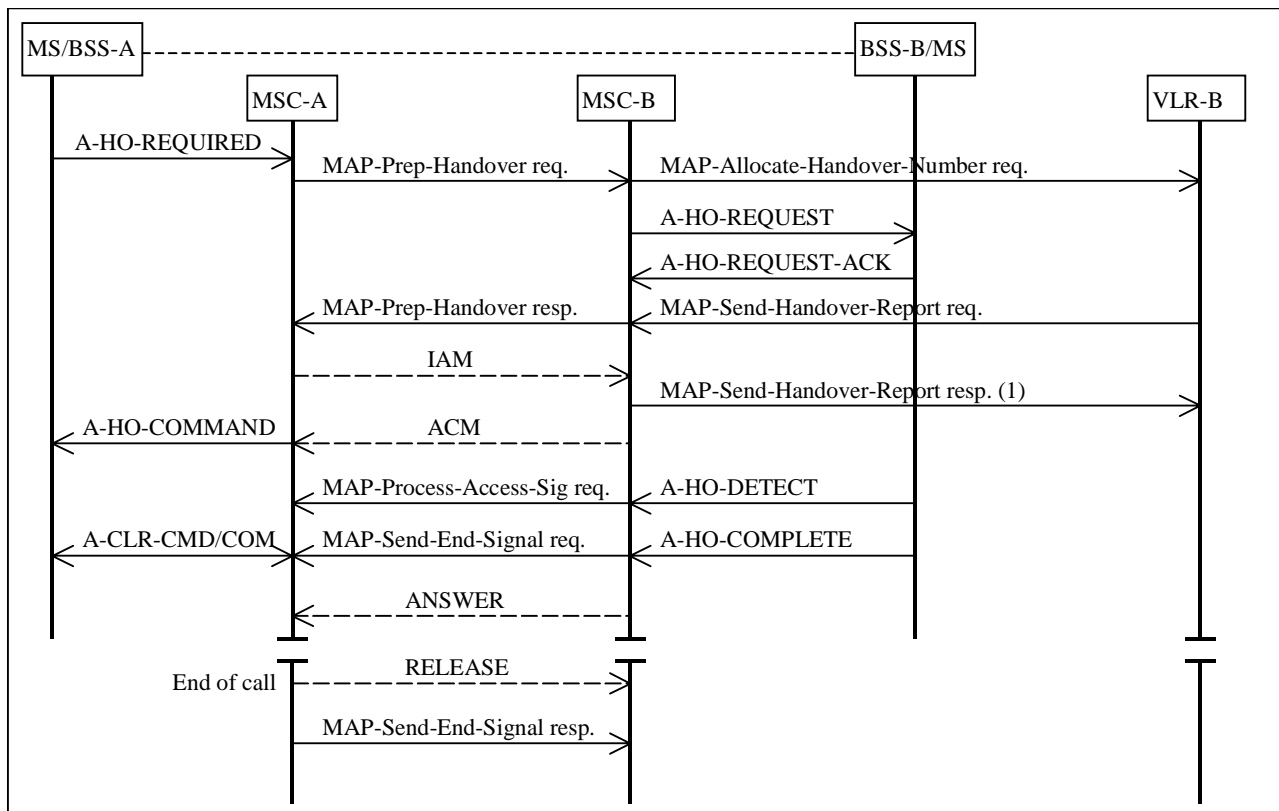 MS/BSS-A
BSS-B/MS
MSC-A
MSC-B
VLR-B
A-HO-REQUIRED
MAP-Prep-Handover req.
MAP-Allocate-Handover-Number req.
A-HO-REQUEST
A-HO-REQUEST-ACK
MAP-Prep-Handover resp.
MAP-Send-Handover-Report req.
IAM
MAP-Send-Handover-Report resp. (1)
A-HO-COMMAND
ACM
MAP-Process-Access-Sig req.
A-HO-DETECT
A-CLR-CMD/COM
MAP-Send-End-Signal req.
A-HO-COMPLETE
ANSWER
RELEASE
End of call
MAP-Send-End-Signal resp.